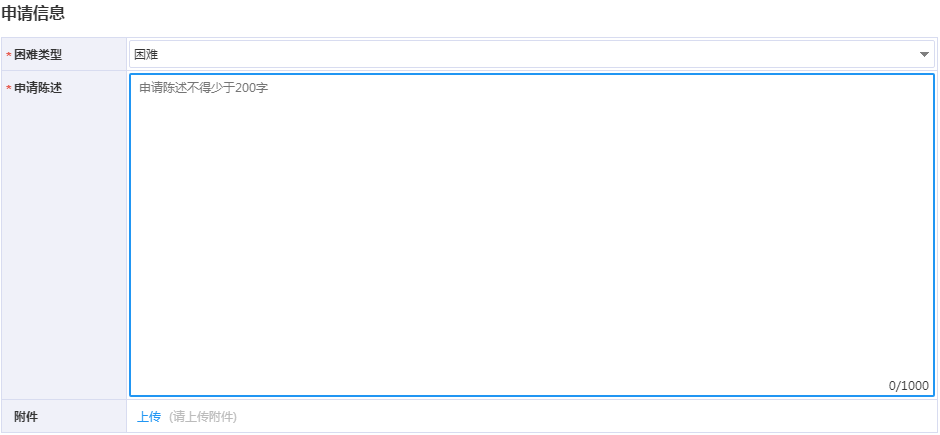 申请信息
* 困难类型
困难
* 申请陈述
申请陈述不得少于200字
0/1000
附件
上传 (请上传附件)